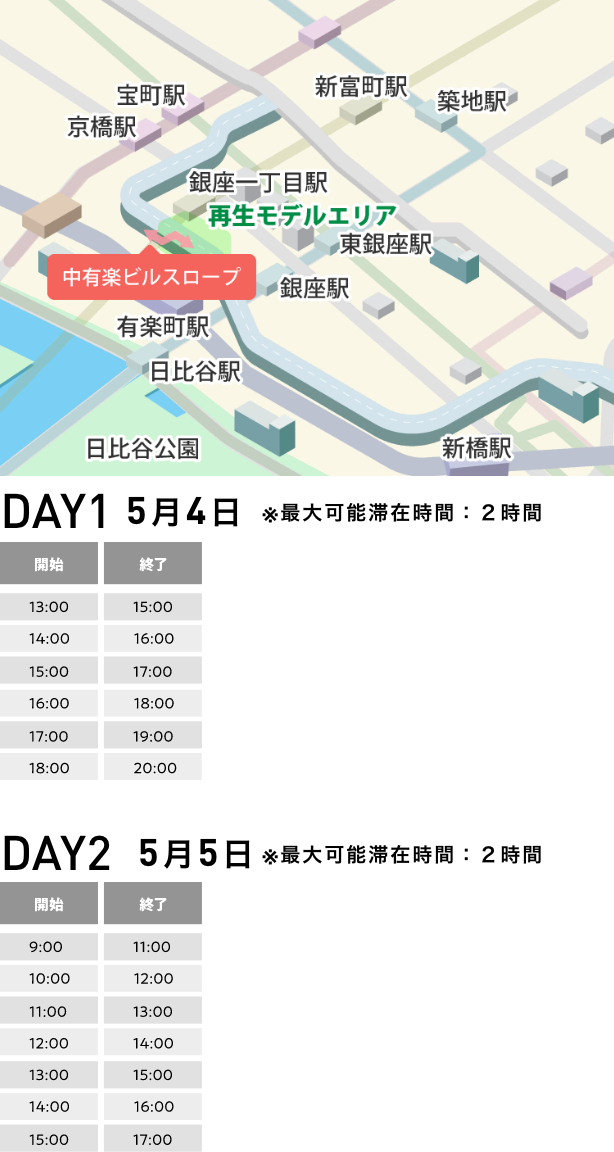 宝町駅
新富町駅
築地駅
京橋駅
銀座一丁目駅
再生モデルエリア
東銀座駅
中有楽ビルスロープ
銀座駅
有楽町駅
日比谷駅
日比谷公園
新橋駅
DAY1 5月4日 ※最大可能滞在時間：２時間
開始 終了
13:00 15:00
14:00 16:00
15:00 17:00
16:00 18:00
17:00 19:00
18:00 20:00
DAY2 5月5日 ※最大可能滞在時間：２時間
開始 終了
9:00 11:00
10:00 12:00
11:00 13:00
12:00 14:00
13:00 15:00
14:00 16:00
15:00 17:00